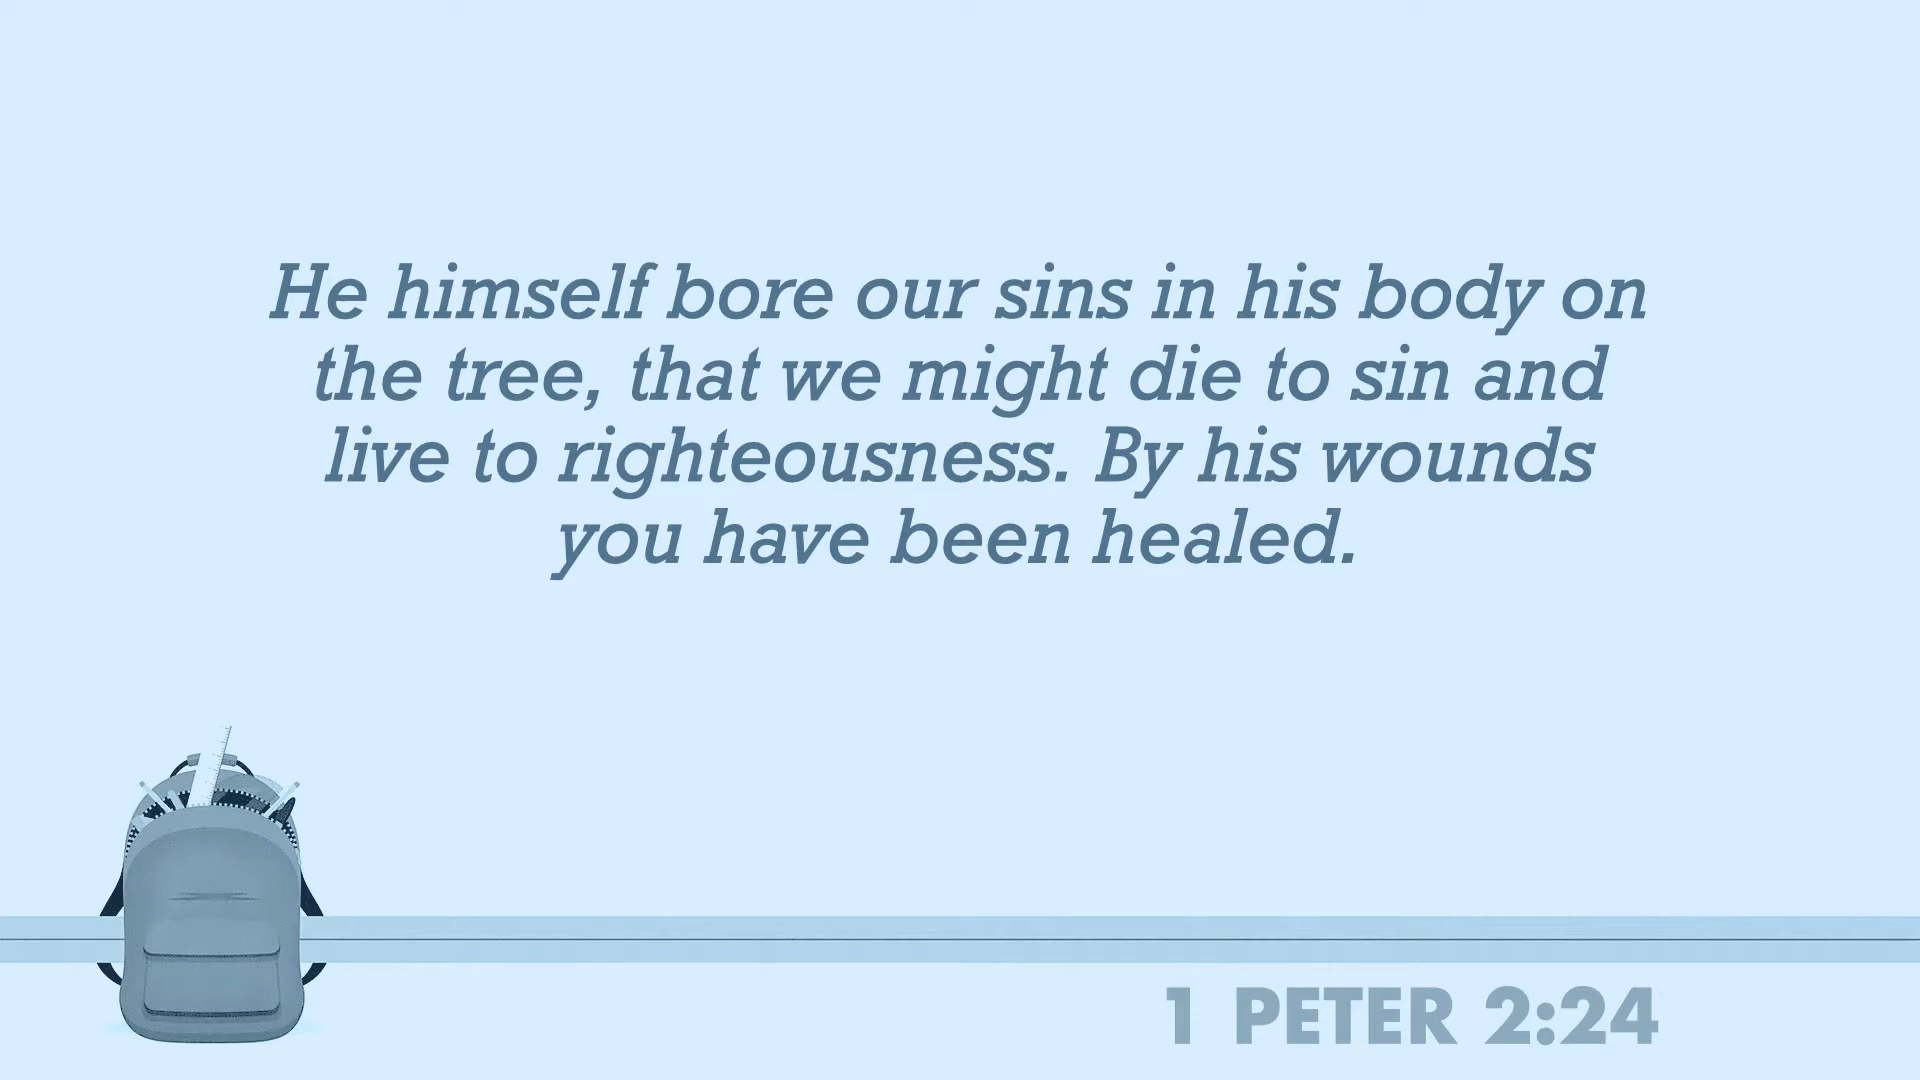 He himself bore our sins in his body on
the tree, that we might die to sin and
live to righteousness. By his wounds
you have been healed.
1 PETER 2:24